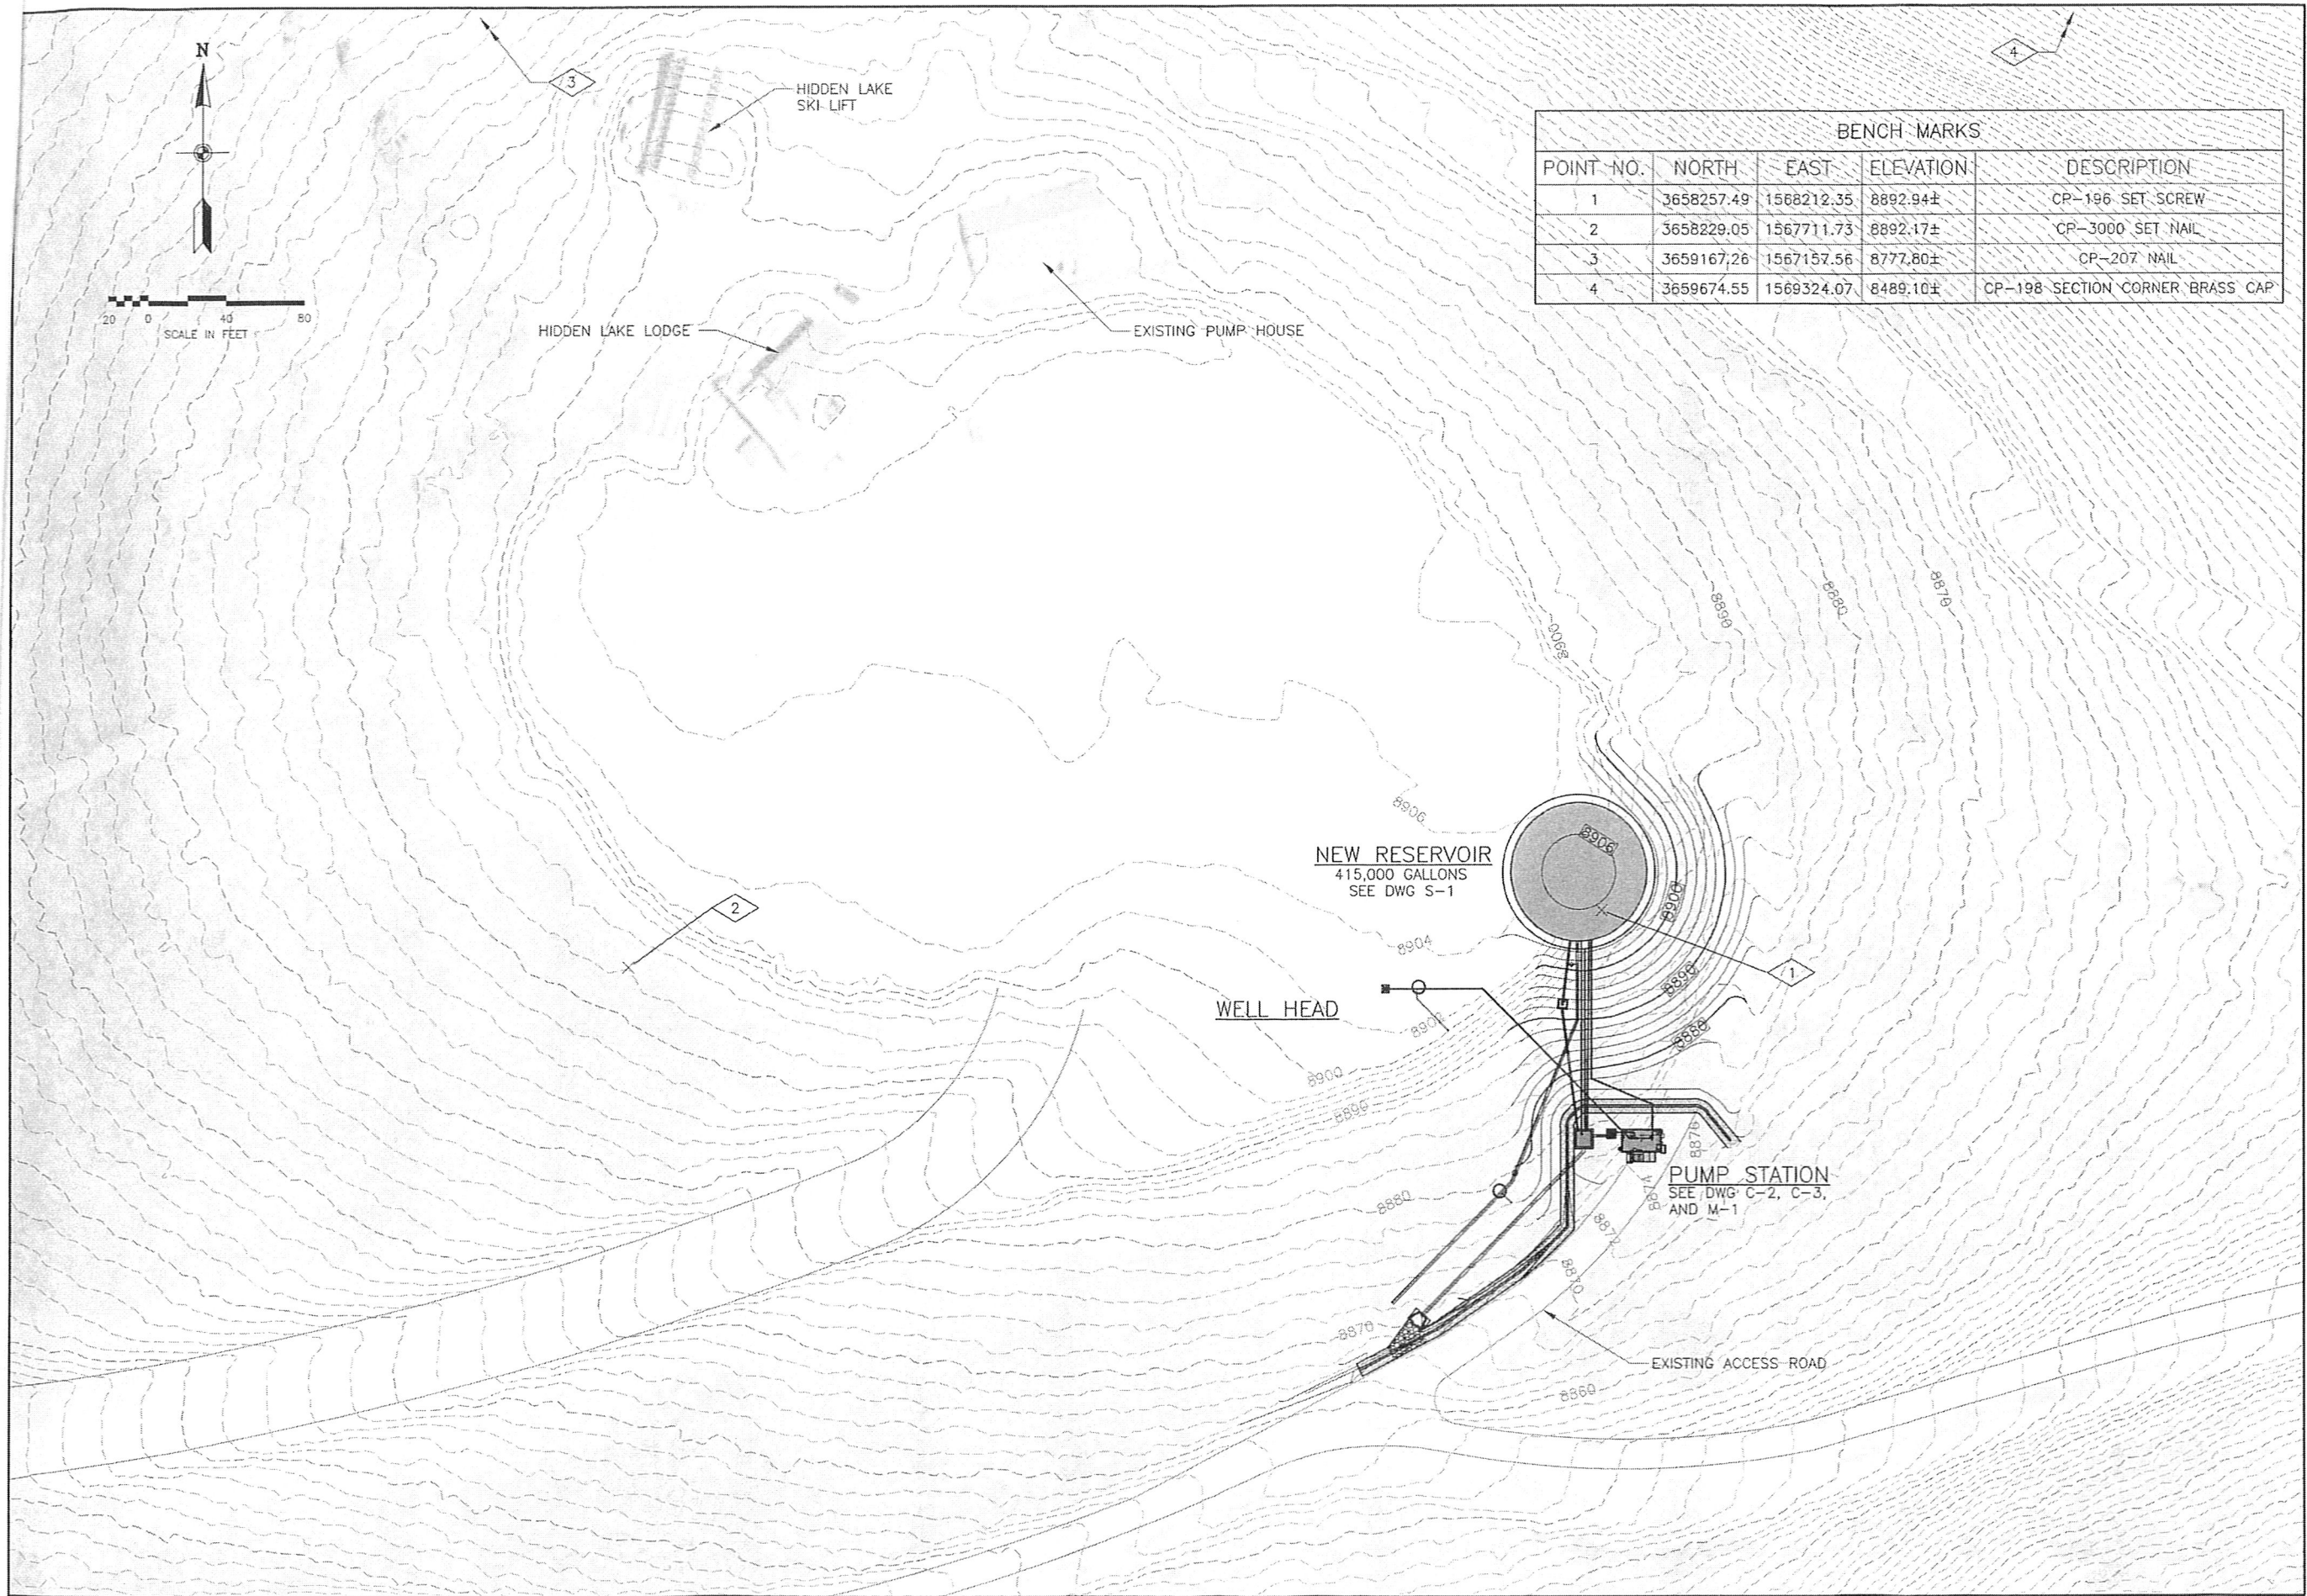 N
3
4
HIDDEN LAKE
SKI LIFT
BENCH MARKS
POINT NO. NORTH EAST ELEVATION DESCRIPTION
1 3658257.49 1568212.35 8892.94± CP-196 SET SCREW
2 3658229.05 1567711.73 8892.17± CP-3000 SET NAIL
3 3659167.26 1567157.56 8777.80± CP-207 NAIL
4 3659674.55 1569324.07 8489.10± CP-198 SECTION CORNER BRASS CAP
20 0 40 80
SCALE IN FEET
HIDDEN LAKE LODGE
EXISTING PUMP HOUSE
8870
8880
8890
8900
8906
8906
NEW RESERVOIR
415,000 GALLONS
SEE DWG S-1
8900
2
8904
1
8890
WELL HEAD
8880
8900
8890
8876
PUMP STATION
SEE DWG C-2, C-3,
AND M-1
8874
8880
8872
8870
8870
EXISTING ACCESS ROAD
8860